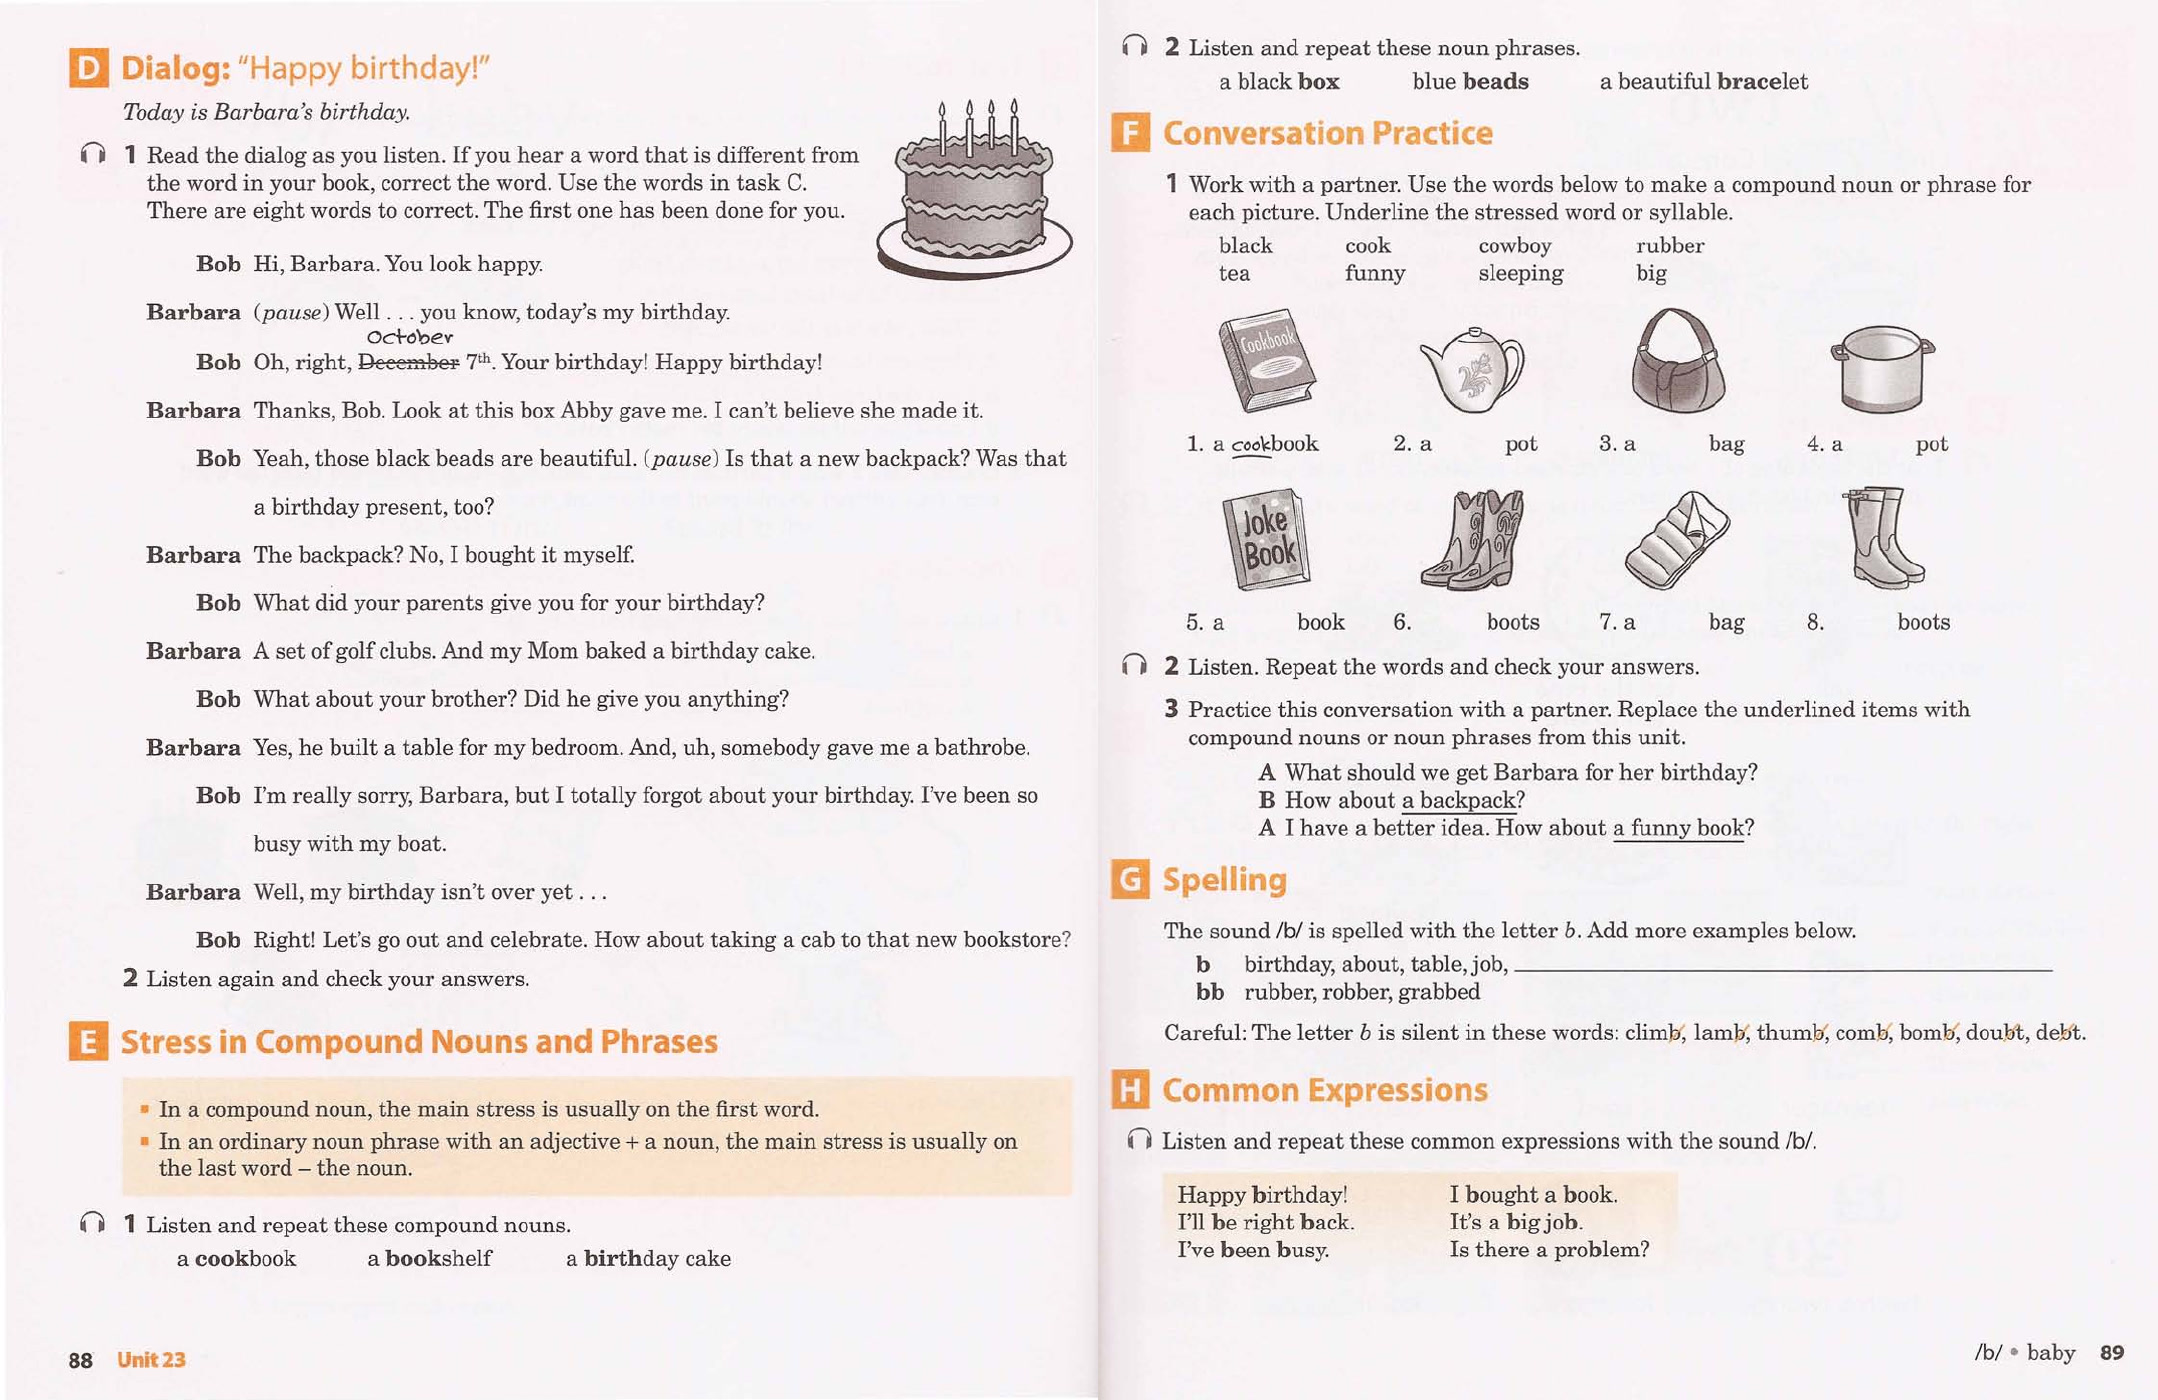 D Dialog: "Happy birthday!"
Today is Barbara's birthday.
1 Read the dialog as you listen. If you hear a word that is different from
the word in your book, correct the word. Use the words in task C.
There are eight words to correct. The first one has been done for you.
Bob Hi, Barbara. You look happy.
Barbara (pause) Well . . . you know, today's my birthday.
October
Bob Oh, right, December 7th. Your birthday! Happy birthday!
Barbara Thanks, Bob. Look at this box Abby gave me. I can't believe she made it.
Bob Yeah, those black beads are beautiful. (pause) Is that a new backpack? Was that
a birthday present, too?
Barbara The backpack? No, I bought it myself.
Bob What did your parents give you for your birthday?
Barbara A set of golf clubs. And my Mom baked a birthday cake.
Bob What about your brother? Did he give you anything?
Barbara Yes, he built a table for my bedroom. And, uh, somebody gave me a bathrobe.
Bob I'm really sorry, Barbara, but I totally forgot about your birthday. I've been so
busy with my boat.
Barbara Well, my birthday isn't over yet . . .
Bob Right! Let's go out and celebrate. How about taking a cab to that new bookstore?
2 Listen again and check your answers.
E Stress in Compound Nouns and Phrases
▪ In a compound noun, the main stress is usually on the first word.
▪ In an ordinary noun phrase with an adjective + a noun, the main stress is usually on
the last word – the noun.
1 Listen and repeat these compound nouns.
a cookbook a bookshelf a birthday cake
88 Unit 23
2 Listen and repeat these noun phrases.
a black box blue beads a beautiful bracelet
F Conversation Practice
1 Work with a partner. Use the words below to make a compound noun or phrase for
each picture. Underline the stressed word or syllable.
black cook cowboy rubber
tea funny sleeping big
Cookbook
1. a cookbook 2. a pot 3. a bag 4. a pot
Joke
Book
5. a book 6. boots 7. a bag 8. boots
2 Listen. Repeat the words and check your answers.
3 Practice this conversation with a partner. Replace the underlined items with
compound nouns or noun phrases from this unit.
A What should we get Barbara for her birthday?
B How about a backpack?
A I have a better idea. How about a funny book?
G Spelling
The sound /b/ is spelled with the letter b. Add more examples below.
b birthday, about, table, job,
bb rubber, robber, grabbed
Careful: The letter b is silent in these words: climb, lamb, thumb, comb, bomb, doubt, debt.
H Common Expressions
Listen and repeat these common expressions with the sound /b/.
Happy birthday! I bought a book.
I'll be right back. It's a big job.
I've been busy. Is there a problem?
/b/ • baby 89